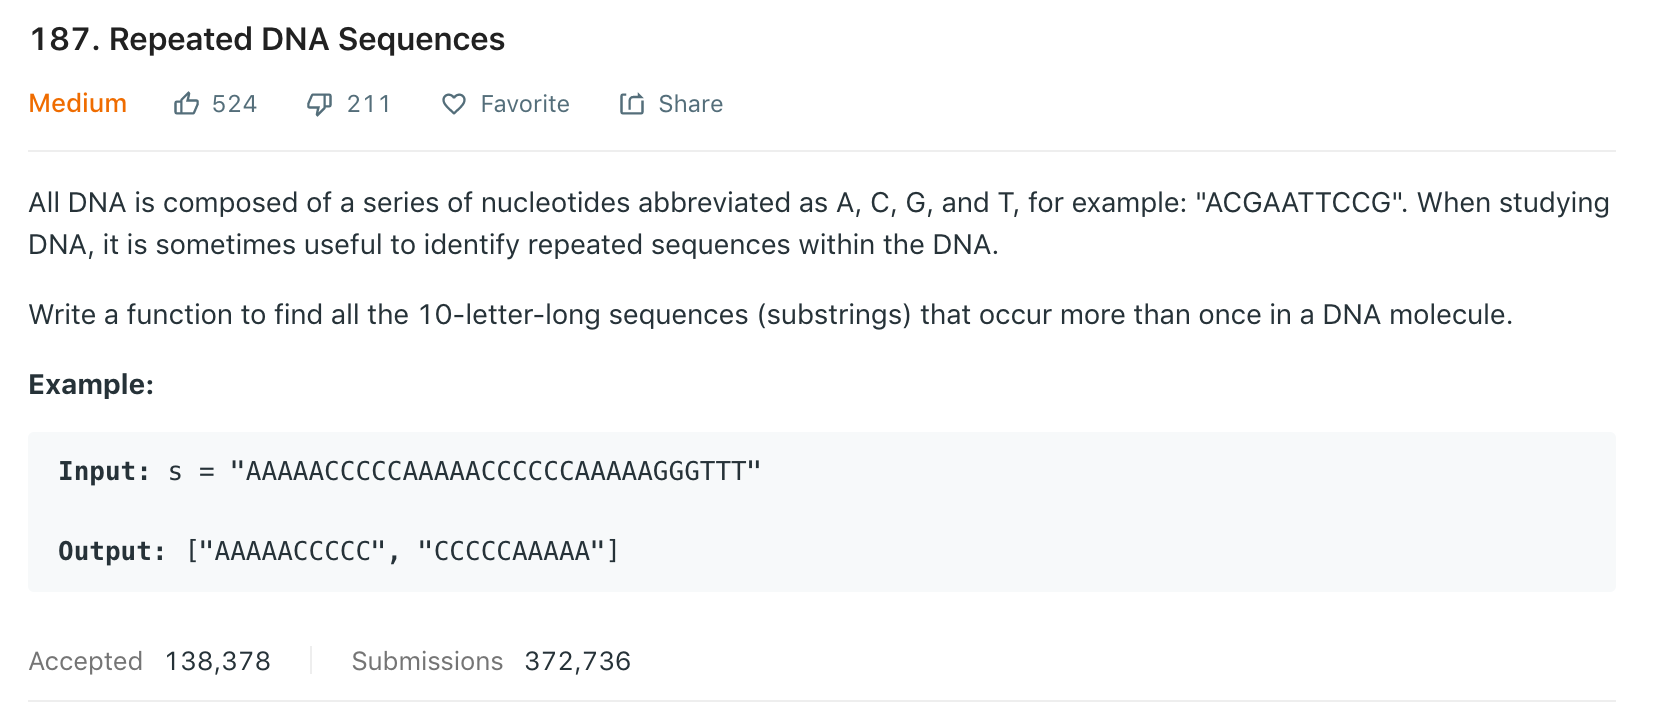 187. Repeated DNA Sequences
Medium 524 211 Favorite Share
All DNA is composed of a series of nucleotides abbreviated as A, C, G, and T, for example: "ACGAATTCCG". When studying
DNA, it is sometimes useful to identify repeated sequences within the DNA.
Write a function to find all the 10-letter-long sequences (substrings) that occur more than once in a DNA molecule.
Example:
Input: s = "AAAAACCCCCAAAAACCCCCCAAAAAGGGTTT"
Output: ["AAAAACCCCC", "CCCCCAAAAA"]
Accepted 138,378 Submissions 372,736